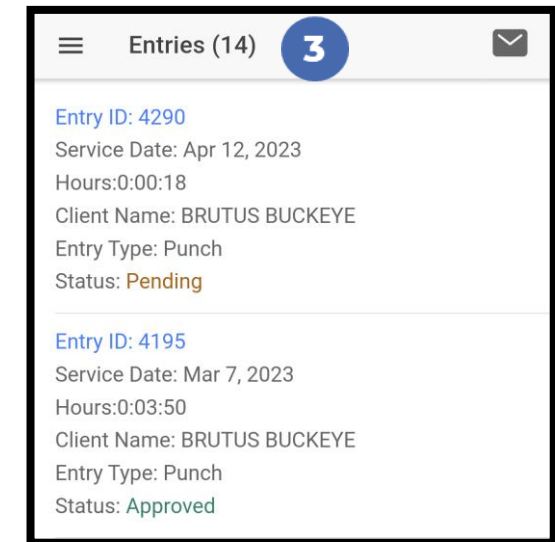 Entries (14) 3
Entry ID: 4290
Service Date: Apr 12, 2023
Hours:0:00:18
Client Name: BRUTUS BUCKEYE
Entry Type: Punch
Status: Pending
Entry ID: 4195
Service Date: Mar 7, 2023
Hours:0:03:50
Client Name: BRUTUS BUCKEYE
Entry Type: Punch
Status: Approved